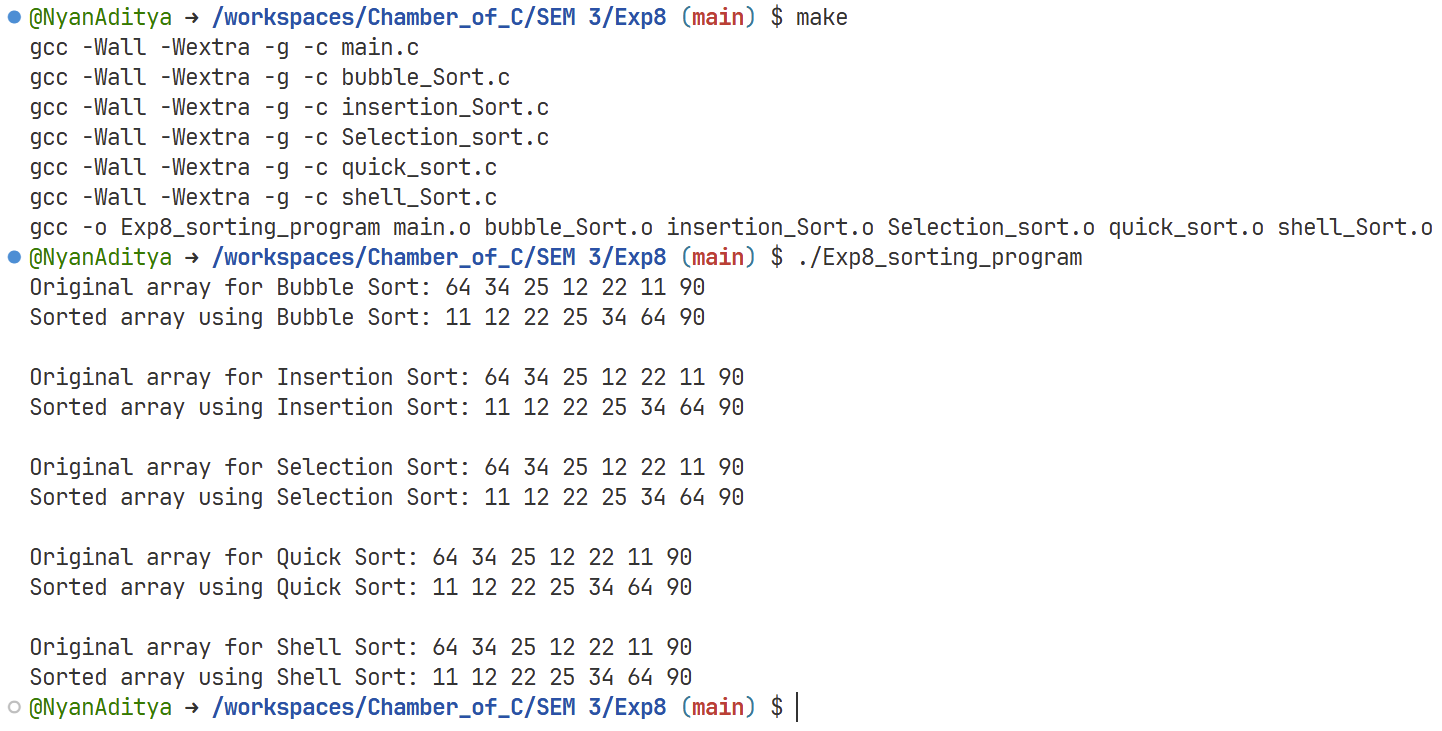 @NyanAditya → /workspaces/Chamber_of_C/SEM 3/Exp8 (main) $ make
gcc -Wall -Wextra -g -c main.c
gcc -Wall -Wextra -g -c bubble_Sort.c
gcc -Wall -Wextra -g -c insertion_Sort.c
gcc -Wall -Wextra -g -c Selection_sort.c
gcc -Wall -Wextra -g -c quick_sort.c
gcc -Wall -Wextra -g -c shell_Sort.c
gcc -o Exp8_sorting_program main.o bubble_Sort.o insertion_Sort.o Selection_sort.o quick_sort.o shell_Sort.o
@NyanAditya → /workspaces/Chamber_of_C/SEM 3/Exp8 (main) $ ./Exp8_sorting_program
Original array for Bubble Sort: 64 34 25 12 22 11 90
Sorted array using Bubble Sort: 11 12 22 25 34 64 90

Original array for Insertion Sort: 64 34 25 12 22 11 90
Sorted array using Insertion Sort: 11 12 22 25 34 64 90

Original array for Selection Sort: 64 34 25 12 22 11 90
Sorted array using Selection Sort: 11 12 22 25 34 64 90

Original array for Quick Sort: 64 34 25 12 22 11 90
Sorted array using Quick Sort: 11 12 22 25 34 64 90

Original array for Shell Sort: 64 34 25 12 22 11 90
Sorted array using Shell Sort: 11 12 22 25 34 64 90
@NyanAditya → /workspaces/Chamber_of_C/SEM 3/Exp8 (main) $